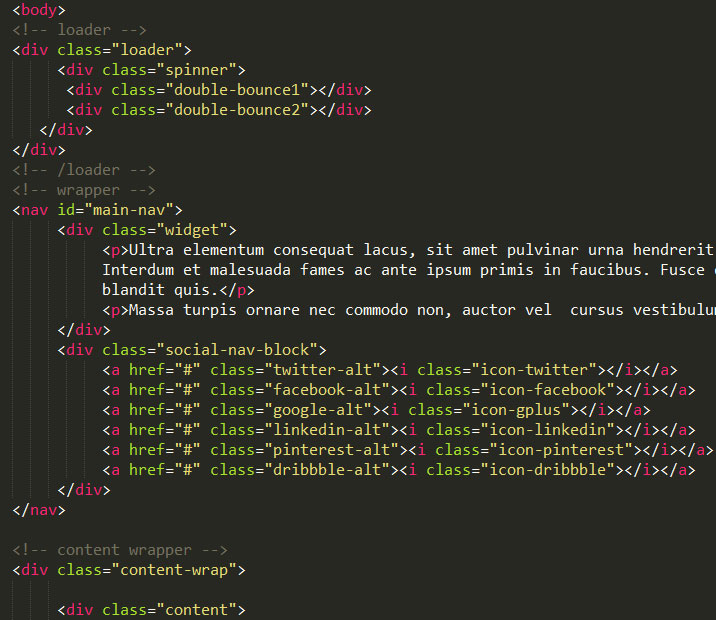 <body>
<!-- loader -->
<div class="loader">
<div class="spinner">
<div class="double-bounce1"></div>
<div class="double-bounce2"></div>
</div>
</div>
<!-- /loader -->
<!-- wrapper -->
<nav id="main-nav">
<div class="widget">
<p>Ultra elementum consequat lacus, sit amet pulvinar urna hendrerit
Interdum et malesuada fames ac ante ipsum primis in faucibus. Fusce
blandit quis.</p>
<p>Massa turpis ornare nec commodo non, auctor vel  cursus vestibulum
</div>
<div class="social-nav-block">
<a href="#" class="twitter-alt"><i class="icon-twitter"></i></a>
<a href="#" class="facebook-alt"><i class="icon-facebook"></i></a>
<a href="#" class="google-alt"><i class="icon-gplus"></i></a>
<a href="#" class="linkedin-alt"><i class="icon-linkedin"></i></a>
<a href="#" class="pinterest-alt"><i class="icon-pinterest"></i></a>
<a href="#" class="dribbble-alt"><i class="icon-dribbble"></i></a>
</div>
</nav>
<!-- content wrapper -->
<div class="content-wrap">
<div class="content">